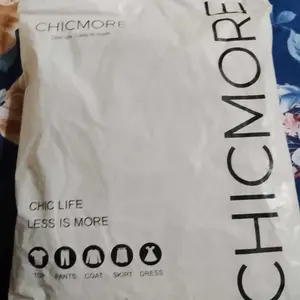 CHICMORE
CHIC LIFE
LESS IS MORE
TOP PANTS COAT SKIRT DRESS
CHICMORE